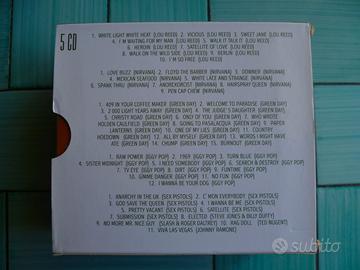 5 CD
1. WHITE LIGHT WHITE HEAT (LOU REED) 2. VICIOUS (LOU REED) 3. SWEET JANE (LOU REED)
4. I'M WAITING FOR MY MAN (LOU REED) 5. WALK IT TALK IT (LOU REED)
6. HEROIN (LOU REED) 7. SATELLITE OF LOVE (LOU REED)
8. WALK ON THE WILD SIDE (LOU REED) 9. BERLIN (LOU REED)
10. I'M SO FREE (LOU REED)
1. LOVE BUZZ (NIRVANA) 2. FLOYD THE BARBER (NIRVANA) 3. DOWNER (NIRVANA)
4. MEXICAN SEAFOOD (NIRVANA) 5. WHITE LACE AND STRANGE (NIRVANA)
6. SPANK THRU (NIRVANA) 7. ANOREXORCIST (NIRVANA) 8. HAIRSPRAY QUEEN (NIRVANA)
9. PEN CAP CHEW (NIRVANA)
1. 409 IN YOUR COFFEE MAKER (GREEN DAY) 2. WELCOME TO PARADISE (GREEN DAY)
3. 2 000 LIGHT YEARS AWAY (GREEN DAY) 4. THE JUDGE'S DAUGHTER (GREEN DAY)
5. CHRISTY ROAD (GREEN DAY) 6. ONLY OF YOU (GREEN DAY) 7. WHO WROTE
HOLDEN CAULFIELD (GREEN DAY) 8. GOING TO PASALACQUA (GREEN DAY) 9. PAPER
LANTERNS (GREEN DAY) 10. ONE OF MY LIES (GREEN DAY) 11. COUNTRY
(GREEN DAY) 12. ALL BY MYSELF (GREEN DAY) 13. WORDS I MIGHT HAVE
ATE (GREEN DAY) 14. CHUMP (GREEN DAY) 15. BURNOUT (GREEN DAY)
1. RAW POWER (IGGY POP) 2. 1969 (IGGY POP) 3. TURN BLUE (IGGY POP)
4. SISTER MIDNIGHT (IGGY POP) 5. I NEED SOMEBODY (IGGY POP) 6. SEARCH & DESTROY (IGGY POP)
7. TV EYE (IGGY POP) 8. DIRT (IGGY POP) 9. FUNTIME (IGGY POP)
10. GIMME DANGER (IGGY POP) 11. NO FUN (IGGY POP)
12. I WANNA BE YOUR DOG (IGGY POP)
1. ANARCHY IN THE UK (SEX PISTOLS) 2. C'MON EVERYBODY (SEX PISTOLS)
3. GOD SAVE THE QUEEN (SEX PISTOLS) 4. I WANNA BE ME (SEX PISTOLS)
5. PRETTY VACANT (SEX PISTOLS) 6. SATELLITE (SEX PISTOLS)
7. SUBMISSION (SEX PISTOLS) 8. ELECTED (STEVE JONES & BILLY DUFFY)
9. NO MORE MR. NICE GUY (SLASH & ROGER DALTREY) 10. RAG DOLL (TED NUGENT)
11. VIVA LAS VEGAS (JOHNNY RAMONE)
subito